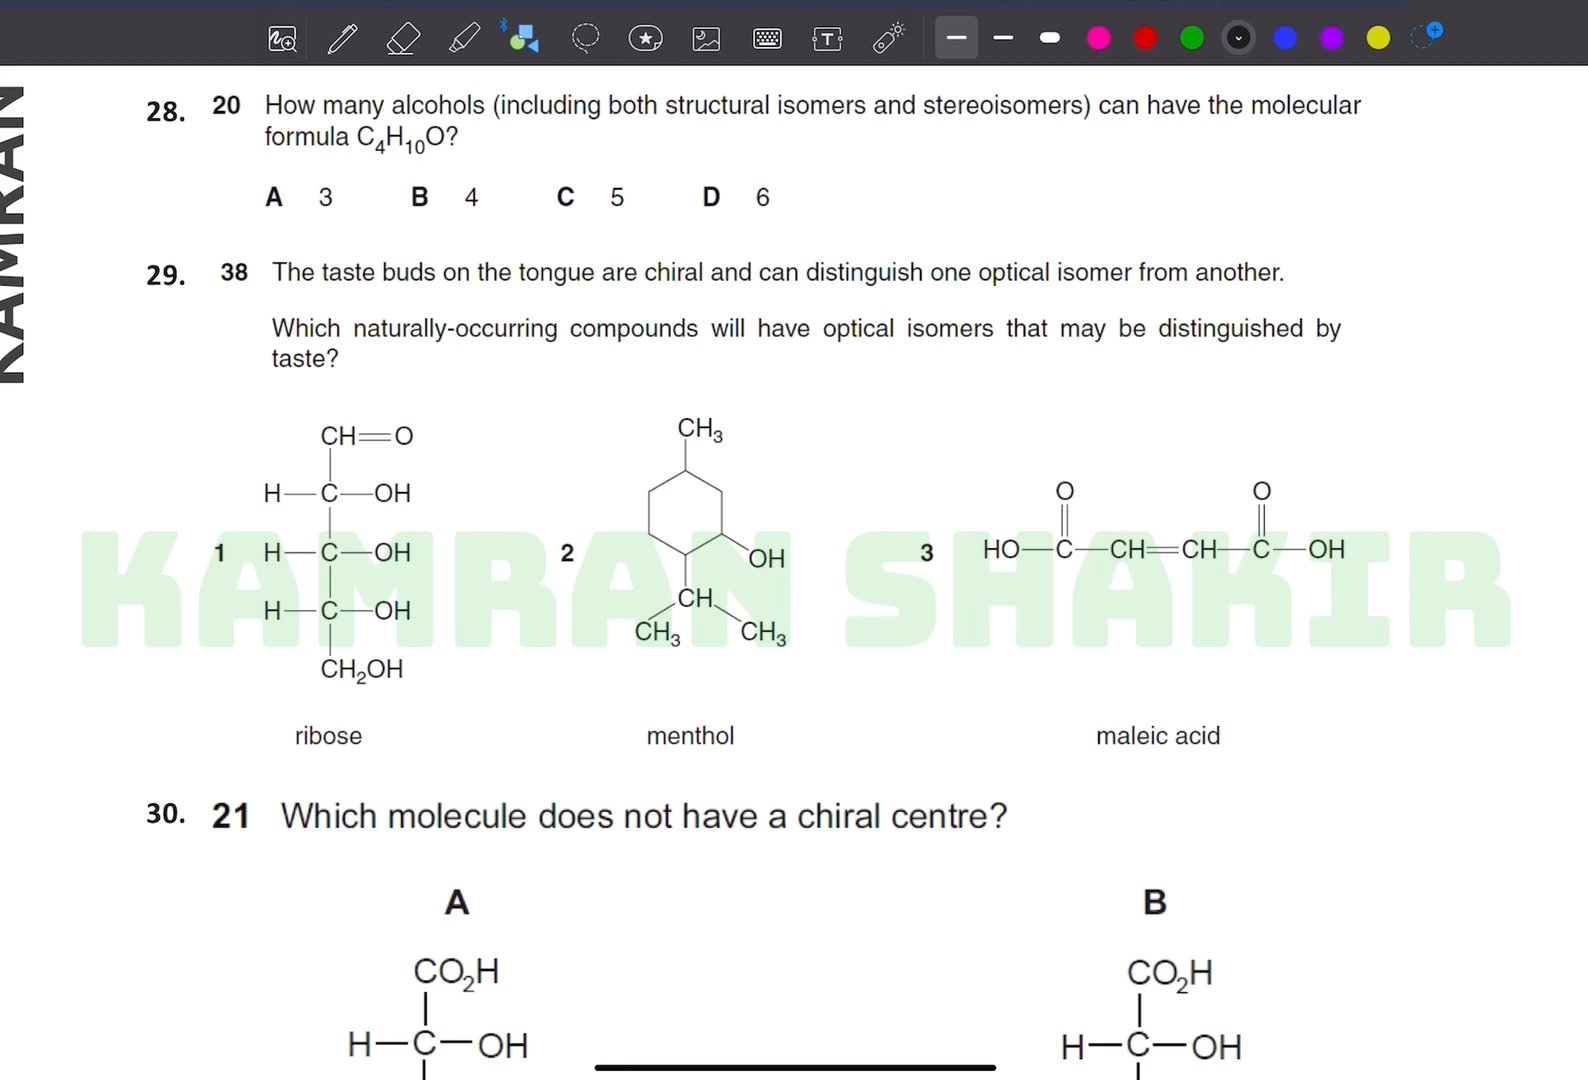 KAMRAN
28. 20 How many alcohols (including both structural isomers and stereoisomers) can have the molecular
formula C₄H₁₀O?
A 3 B 4 C 5 D 6
29. 38 The taste buds on the tongue are chiral and can distinguish one optical isomer from another.
Which naturally-occurring compounds will have optical isomers that may be distinguished by
taste?
1
CH=O
H—C—OH
H—C—OH
H—C—OH
CH₂OH
ribose
2
CH₃
OH
CH
CH₃ CH₃
menthol
3
O O
HO—C—CH=CH—C—OH
maleic acid
KAMRAN SHAKIR
30. 21 Which molecule does not have a chiral centre?
A
CO₂H
H—C—OH
B
CO₂H
H—C—OH